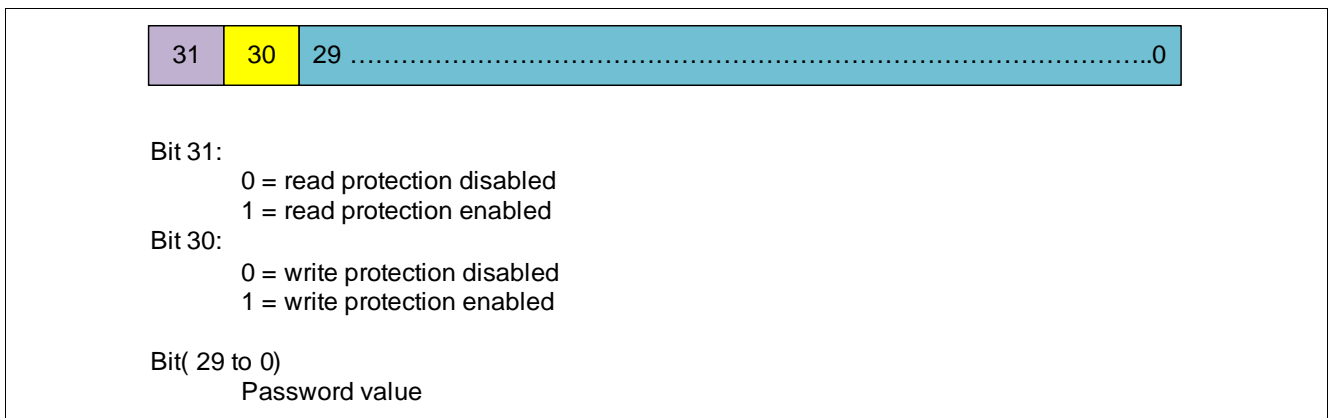 31 30 29 …………………………………………………………………………………..0
Bit 31:
0 = read protection disabled
1 = read protection enabled
Bit 30:
0 = write protection disabled
1 = write protection enabled
Bit( 29 to 0)
Password value